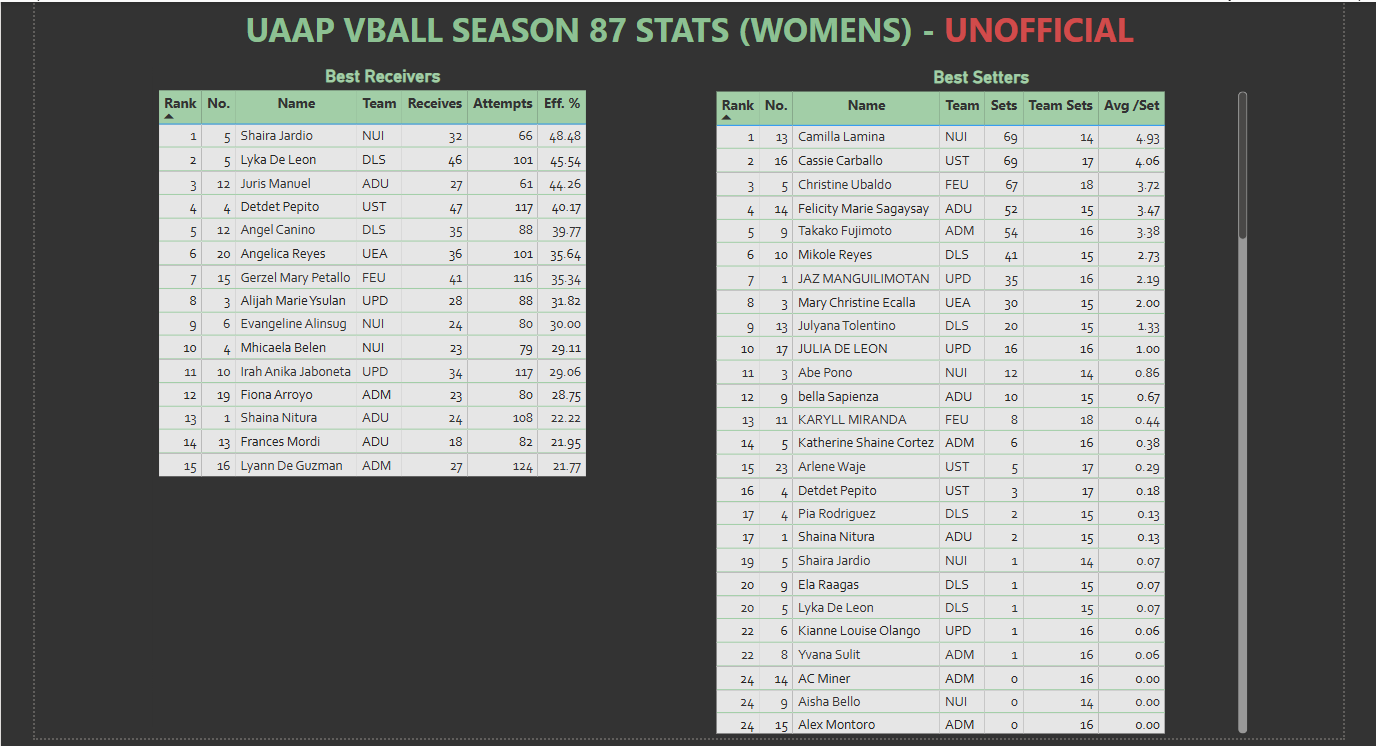 UAAP VBALL SEASON 87 STATS (WOMENS) - UNOFFICIAL
Best Receivers
Rank No. Name Team Receives Attempts Eff. %
1 5 Shaira Jardio NUI 32 66 48.48
2 5 Lyka De Leon DLS 46 101 45.54
3 12 Juris Manuel ADU 27 61 44.26
4 4 Detdet Pepito UST 47 117 40.17
5 12 Angel Canino DLS 35 88 39.77
6 20 Angelica Reyes UEA 36 101 35.64
7 15 Gerzel Mary Petallo FEU 41 116 35.34
8 3 Alijah Marie Ysulan UPD 28 88 31.82
9 6 Evangeline Alinsug NUI 24 80 30.00
10 4 Mhicaela Belen NUI 23 79 29.11
11 10 Irah Anika Jaboneta UPD 34 117 29.06
12 19 Fiona Arroyo ADM 23 80 28.75
13 1 Shaina Nitura ADU 24 108 22.22
14 13 Frances Mordi ADU 18 82 21.95
15 16 Lyann De Guzman ADM 27 124 21.77
Best Setters
Rank No. Name Team Sets Team Sets Avg /Set
1 13 Camilla Lamina NUI 69 14 4.93
2 16 Cassie Carballo UST 69 17 4.06
3 5 Christine Ubaldo FEU 67 18 3.72
4 14 Felicity Marie Sagaysay ADU 52 15 3.47
5 9 Takako Fujimoto ADM 54 16 3.38
6 10 Mikole Reyes DLS 41 15 2.73
7 1 JAZ MANGUILIMOTAN UPD 35 16 2.19
8 3 Mary Christine Ecalla UEA 30 15 2.00
9 13 Julyana Tolentino DLS 20 15 1.33
10 17 JULIA DE LEON UPD 16 16 1.00
11 3 Abe Pono NUI 12 14 0.86
12 9 bella Sapienza ADU 10 15 0.67
13 11 KARYLL MIRANDA FEU 8 18 0.44
14 5 Katherine Shaine Cortez ADM 6 16 0.38
15 23 Arlene Waje UST 5 17 0.29
16 4 Detdet Pepito UST 3 17 0.18
17 4 Pia Rodriguez DLS 2 15 0.13
17 1 Shaina Nitura ADU 2 15 0.13
19 5 Shaira Jardio NUI 1 14 0.07
20 9 Ela Raagas DLS 1 15 0.07
20 5 Lyka De Leon DLS 1 15 0.07
22 6 Kianne Louise Olango UPD 1 16 0.06
22 8 Yvana Sulit ADM 1 16 0.06
24 14 AC Miner ADM 0 16 0.00
24 9 Aisha Bello NUI 0 14 0.00
24 15 Alex Montoro ADM 0 16 0.00